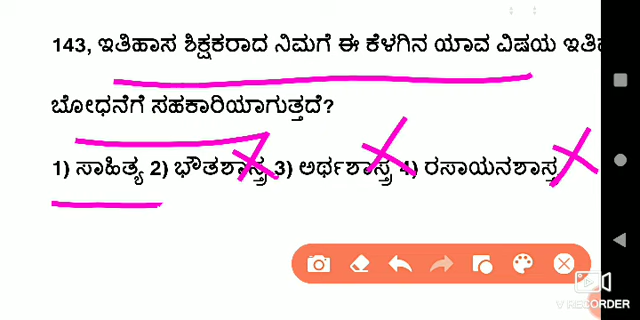 143, ಇತಿಹಾಸ ಶಿಕ್ಷಕರಾದ ನಿಮಗೆ ಈ ಕೆಳಗಿನ ಯಾವ ವಿಷಯ
ಬೋಧನೆಗೆ ಸಹಕಾರಿಯಾಗುತ್ತದೆ?
1) ಸಾಹಿತ್ಯ 2) ಭೌತಶಾಸ್ತ್ರ 3) ಅರ್ಥಶಾಸ್ತ್ರ 4) ರಸಾಯನಶಾಸ್ತ್ರ
V RECORDER